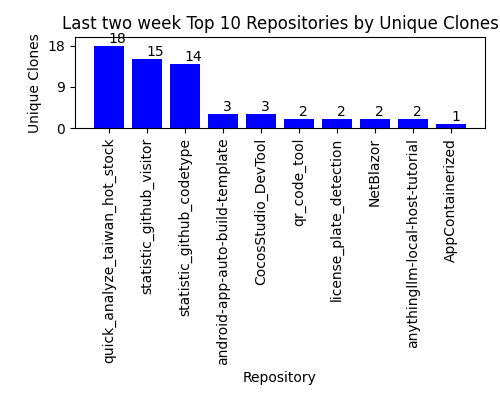 Last two week Top 10 Repositories by Unique Clones
Unique Clones
18
9
0
18
15
14
3
3
2
2
2
2
1
quick_analyze_taiwan_hot_stock
statistic_github_visitor
statistic_github_codetype
android-app-auto-build-template
CocosStudio_DevTool
qr_code_tool
license_plate_detection
NetBlazor
anythingllm-local-host-tutorial
AppContainerized
Repository